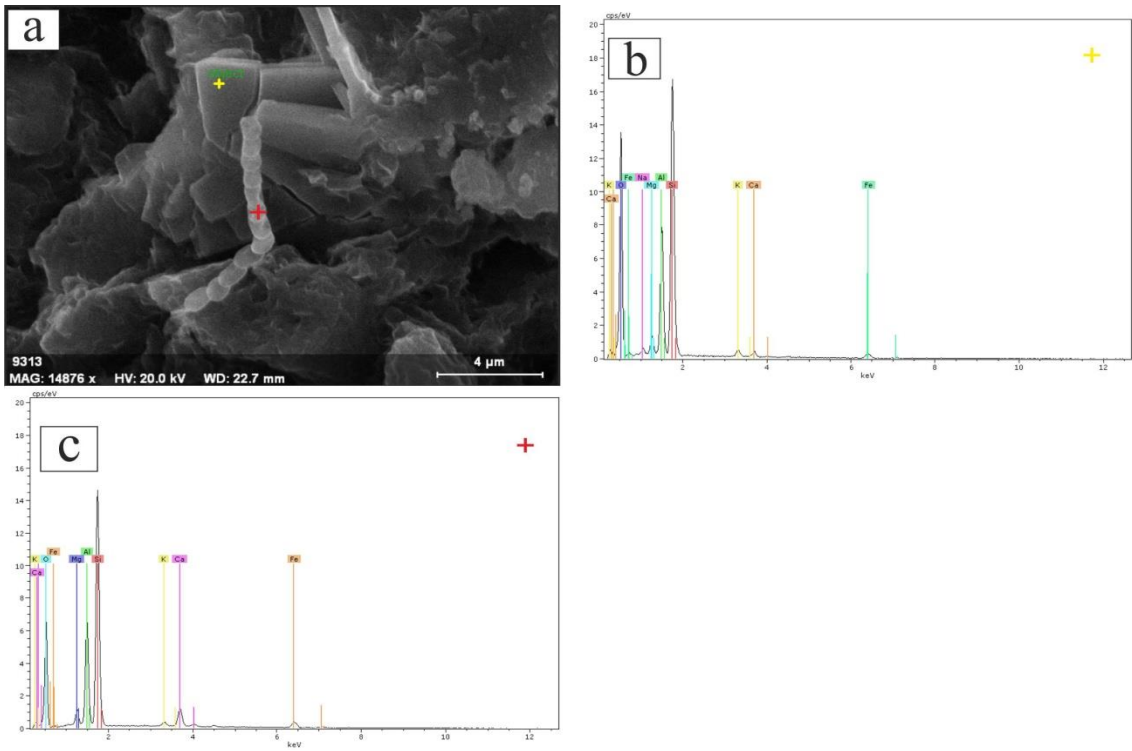 a
9313
MAG: 14876 x HV: 20.0 kV WD: 22.7 mm
4 µm
cps/eV
b
20
18
16
14
12
10
8
6
4
2
0
K O Fe Na Mg Al Si K Ca Fe
Ca
2 4 6 8 10 12
keV
cps/eV
c
20
18
16
14
12
10
8
6
4
2
0
K O Fe Mg Al Si K Ca Fe
Ca
2 4 6 8 10 12
keV